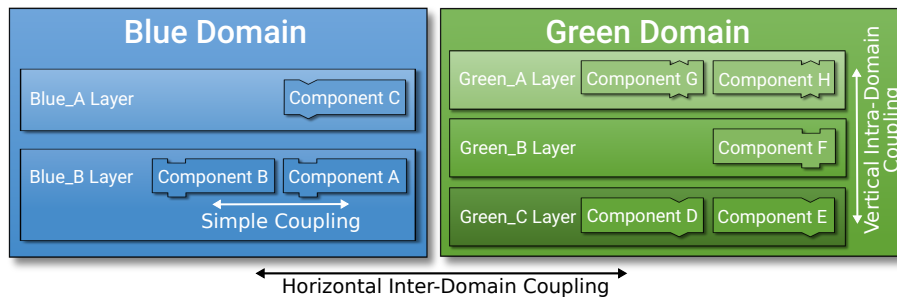 Blue Domain
Blue_A Layer
Component C
Blue_B Layer
Component B
Component A
Simple Coupling
Green Domain
Green_A Layer
Component G
Component H
Green_B Layer
Component F
Green_C Layer
Component D
Component E
Vertical Intra-Domain
Coupling
Horizontal Inter-Domain Coupling